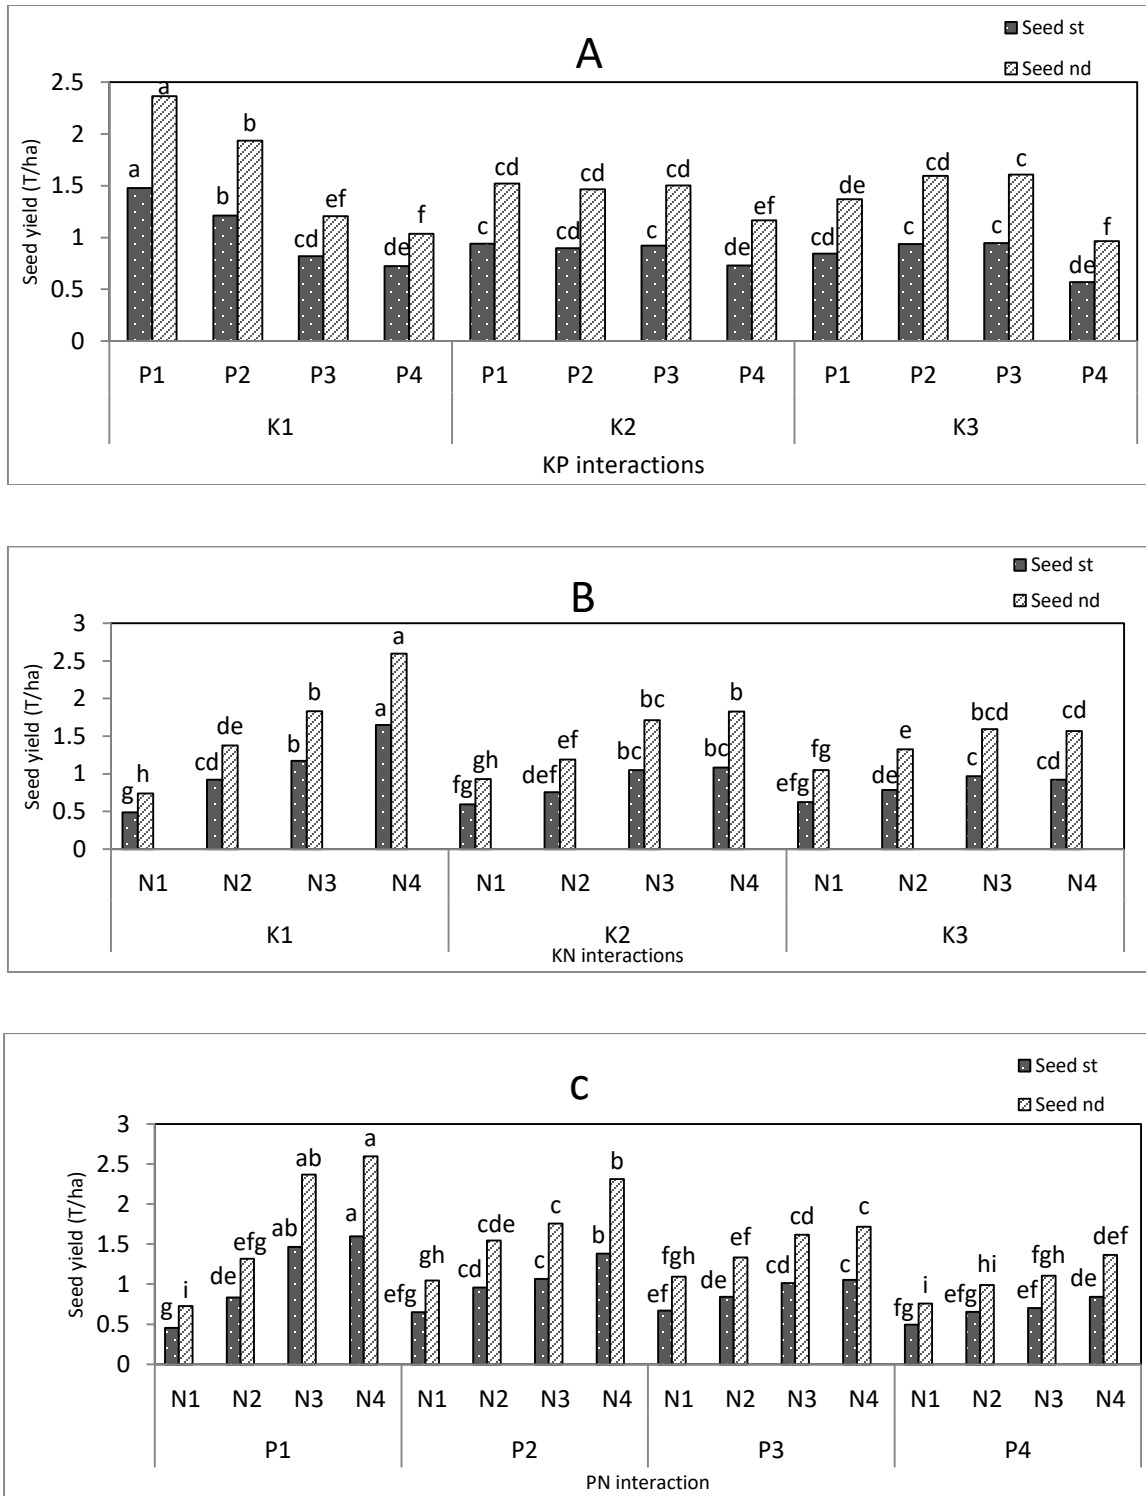 Seed st
A
Seed nd
2.5
2
1.5
1
0.5
0
Seed yield (T/ha)
a a b b cd ef de f c cd cd cd c cd de ef cd de c cd c c de f
P1 P2 P3 P4 P1 P2 P3 P4 P1 P2 P3 P4
K1 K2 K3
KP interactions
Seed st
B
Seed nd
3
2.5
2
1.5
1
0.5
0
Seed yield (T/ha)
g h cd de b b a a fg gh def ef bc bc bc b efg fg de e c bcd cd cd
N1 N2 N3 N4 N1 N2 N3 N4 N1 N2 N3 N4
K1 K2 K3
KN interactions
Seed st
C
Seed nd
3
2.5
2
1.5
1
0.5
0
Seed yield (T/ha)
g i de efg ab ab a a efg gh cd cde c c b b ef fgh de ef cd cd c c fg i efg hi ef fgh de def
N1 N2 N3 N4 N1 N2 N3 N4 N1 N2 N3 N4 N1 N2 N3 N4
P1 P2 P3 P4
PN interaction